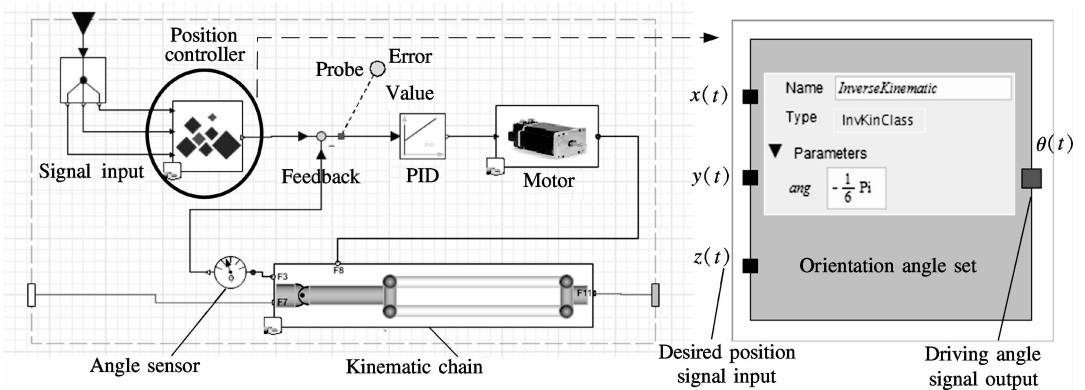 Position
controller
Probe
Error
Value
Signal input
Feedback
PID
PID
Motor
F8
F3
F7
F11
Angle sensor
Kinematic chain
x(t)
y(t)
z(t)
Name InverseKinematic
Type InvKinClass
Parameters
ang -1/6 Pi
Orientation angle set
θ(t)
Desired position
signal input
Driving angle
signal output